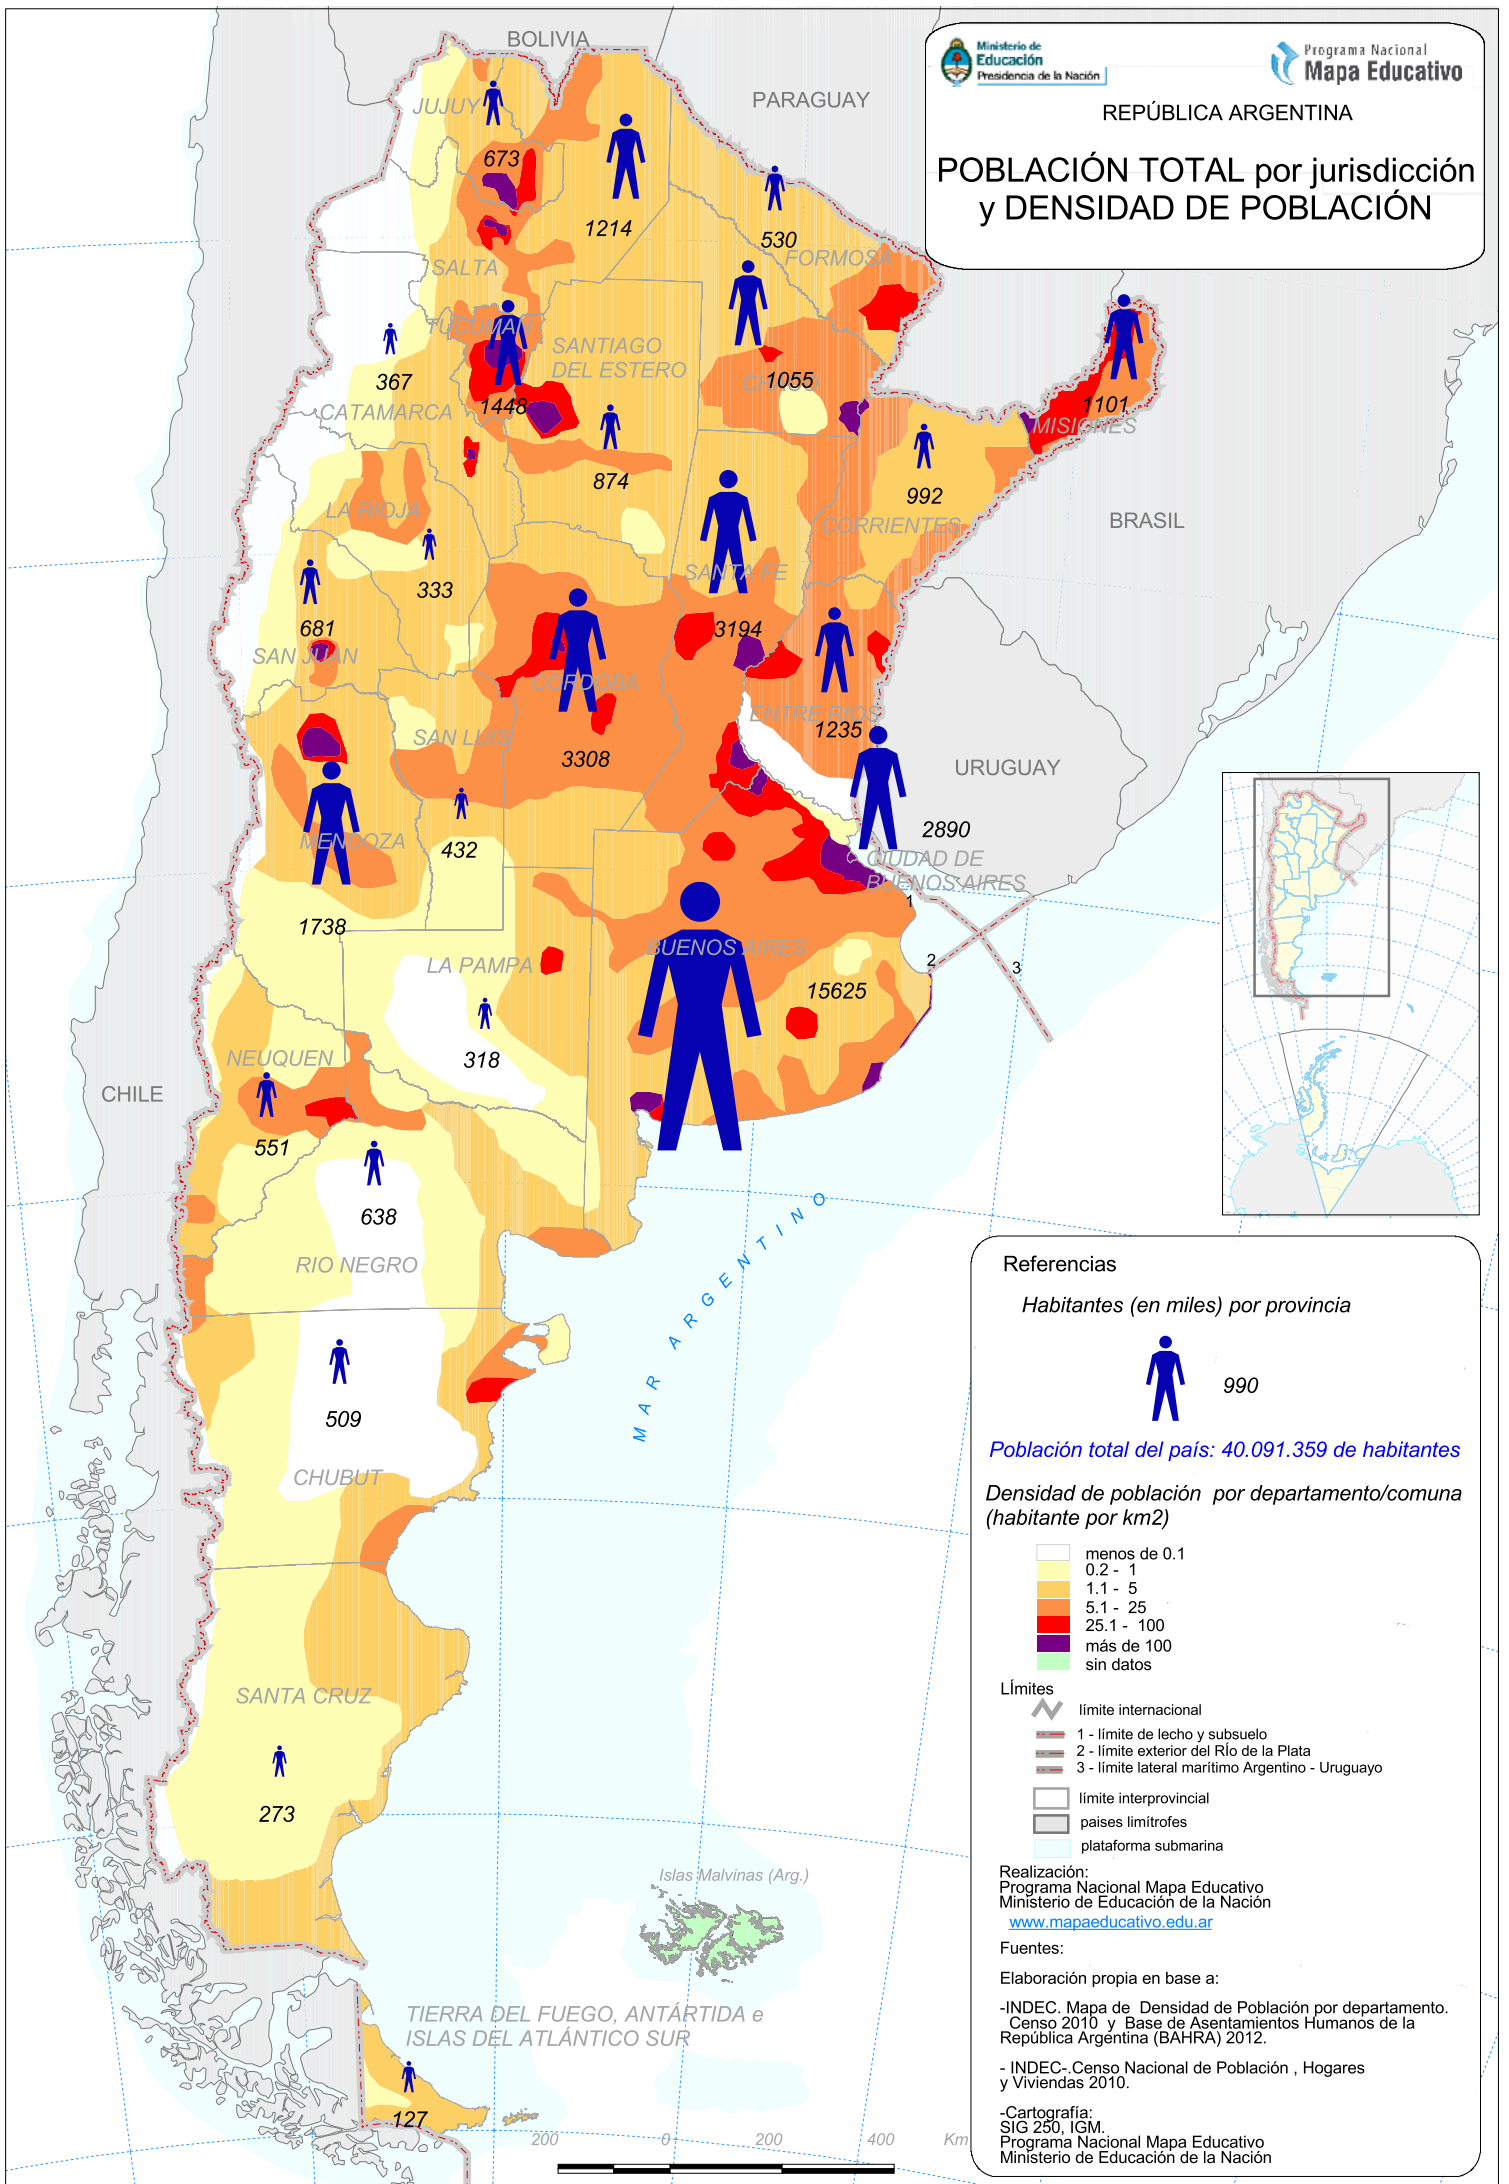 Ministerio de
Educación
Presidencia de la Nación
Programa Nacional
Mapa Educativo
REPÚBLICA ARGENTINA
POBLACIÓN TOTAL por jurisdicción
y DENSIDAD DE POBLACIÓN
BOLIVIA
PARAGUAY
JUJUY
673
1214
530
FORMOSA
SALTA
TUCUMAN
SANTIAGO
DEL ESTERO
367
CATAMARCA
1448
1055
CHACO
1101
MISIONES
874
992
LA RIOJA
CORRIENTES
BRASIL
333
SANTA FE
681
3194
SAN JUAN
CORDOBA
ENTRE RIOS
1235
SAN LUIS
3308
URUGUAY
MENDOZA
432
2890
CIUDAD DE
BUENOS AIRES
1
1738
LA PAMPA
BUENOS AIRES
2
3
15625
NEUQUEN
318
CHILE
551
638
RIO NEGRO
MAR ARGENTINO
509
CHUBUT
SANTA CRUZ
273
Islas Malvinas (Arg.)
TIERRA DEL FUEGO, ANTÁRTIDA e
ISLAS DEL ATLÁNTICO SUR
127
200 0 200 400 Km
Referencias
Habitantes (en miles) por provincia
990
Población total del país: 40.091.359 de habitantes
Densidad de población por departamento/comuna
(habitante por km2)
menos de 0.1
0.2 - 1
1.1 - 5
5.1 - 25
25.1 - 100
más de 100
sin datos
LÍmites
límite internacional
1 - límite de lecho y subsuelo
2 - límite exterior del RÍo de la Plata
3 - límite lateral marítimo Argentino - Uruguayo
límite interprovincial
paises limítrofes
plataforma submarina
Realización:
Programa Nacional Mapa Educativo
Ministerio de Educación de la Nación
www.mapaeducativo.edu.ar
Fuentes:
Elaboración propia en base a:
-INDEC. Mapa de Densidad de Población por departamento.
Censo 2010 y Base de Asentamientos Humanos de la
República Argentina (BAHRA) 2012.
- INDEC-.Censo Nacional de Población , Hogares
y Viviendas 2010.
-Cartografía:
SIG 250, IGM.
Programa Nacional Mapa Educativo
Ministerio de Educación de la Nación